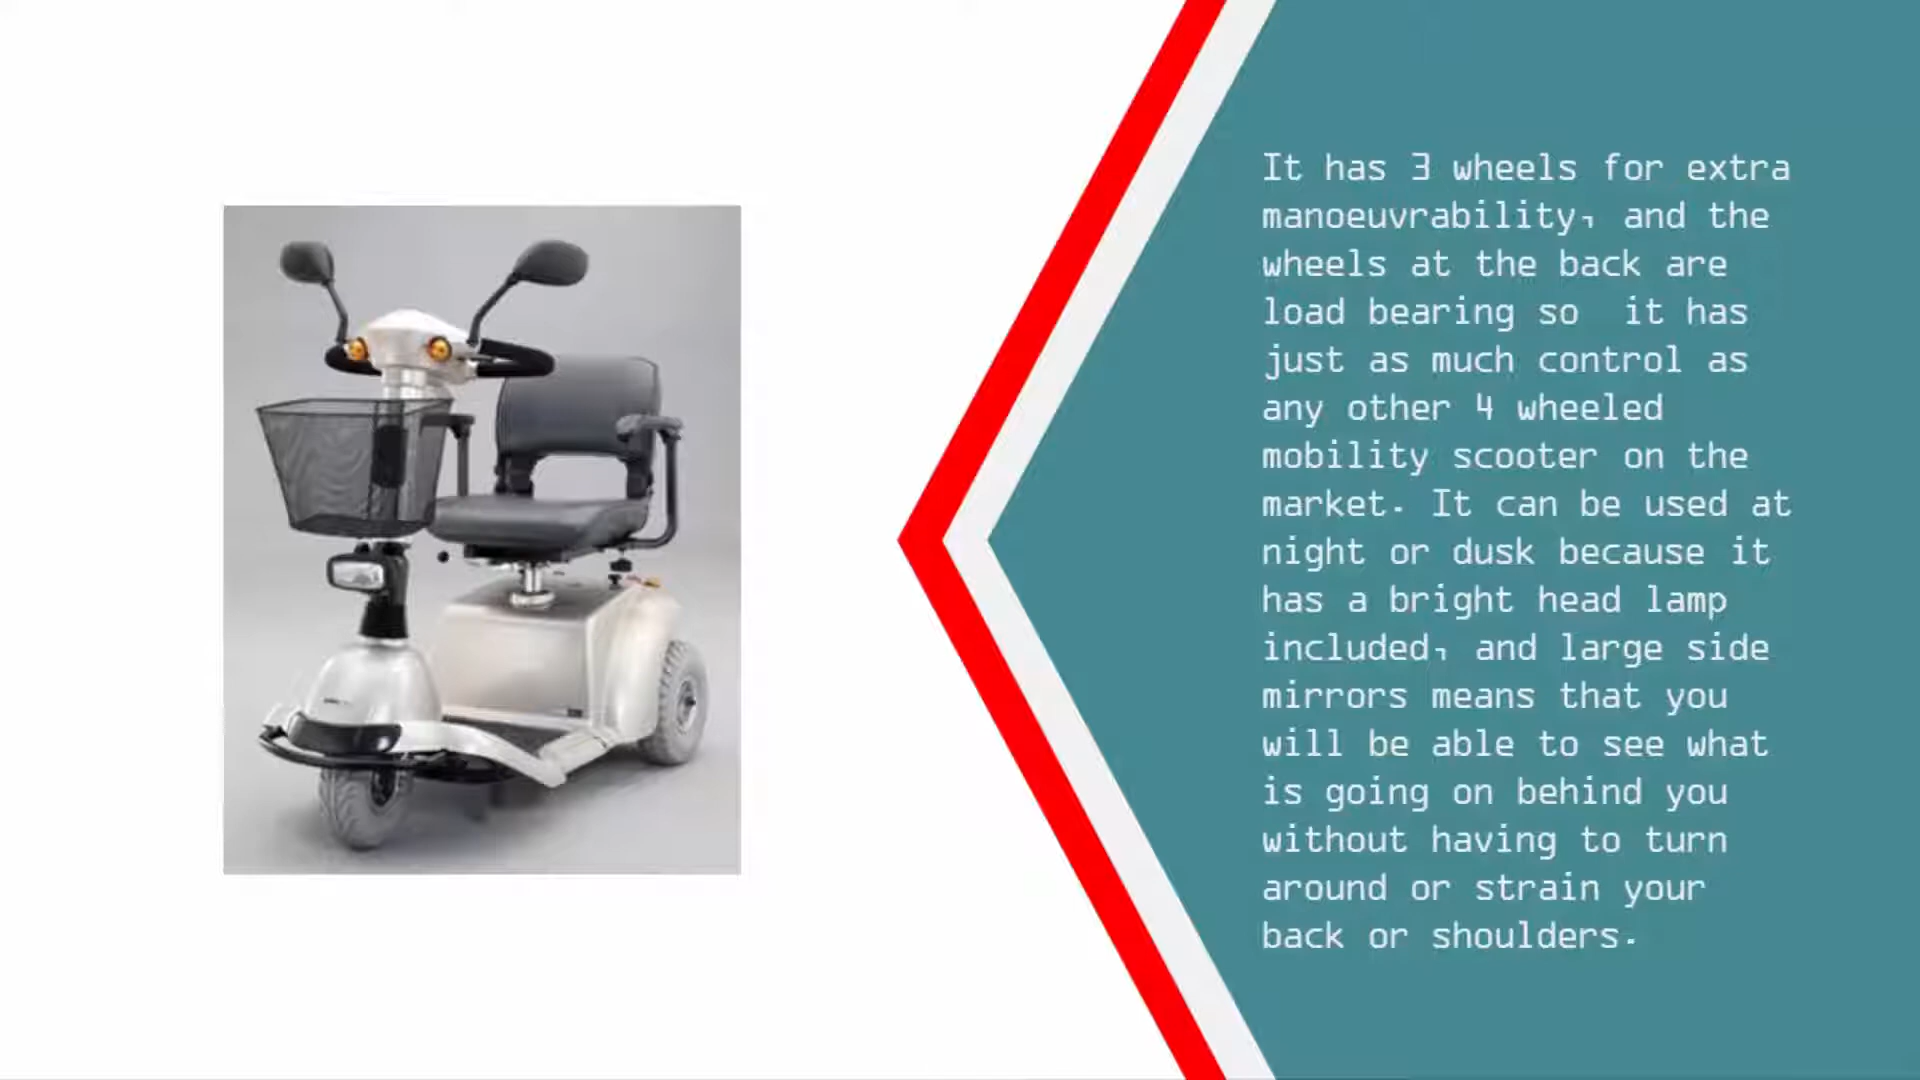 It has 3 wheels for extra
manoeuvrability, and the
wheels at the back are
load bearing so  it has
just as much control as
any other 4 wheeled
mobility scooter on the
market. It can be used at
night or dusk because it
has a bright head lamp
included, and large side
mirrors means that you
will be able to see what
is going on behind you
without having to turn
around or strain your
back or shoulders.